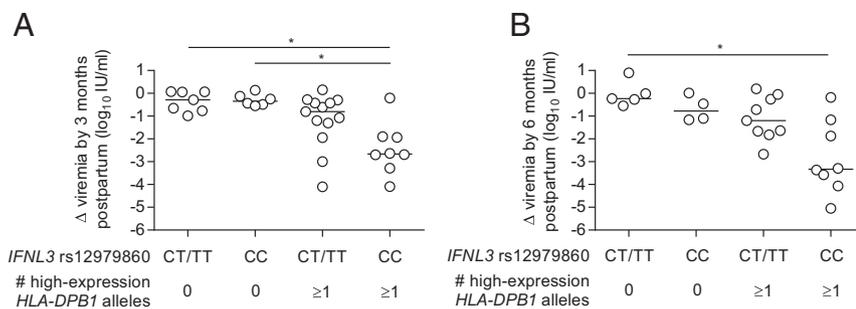 A
*
*
Δ viremia by 3 months
postpartum (log10 IU/ml)
1
0
-1
-2
-3
-4
-5
-6
IFNL3 rs12979860 CT/TT CC CT/TT CC
# high-expression
HLA-DPB1 alleles 0 0 ≥1 ≥1
B
*
Δ viremia by 6 months
postpartum (log10 IU/ml)
1
0
-1
-2
-3
-4
-5
-6
IFNL3 rs12979860 CT/TT CC CT/TT CC
# high-expression
HLA-DPB1 alleles 0 0 ≥1 ≥1